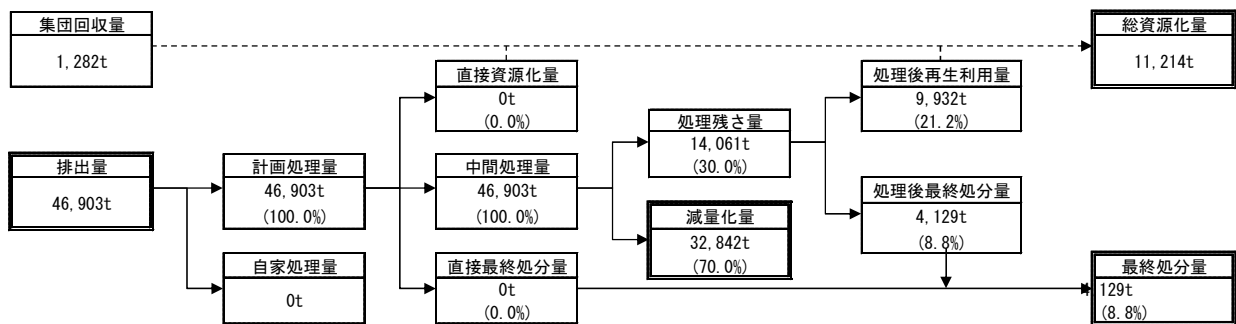 集団回収量
1,282t
総資源化量
11,214t
直接資源化量
0t
(0.0%)
処理後再生利用量
9,932t
(21.2%)
処理残さ量
14,061t
(30.0%)
排出量
46,903t
計画処理量
46,903t
(100.0%)
中間処理量
46,903t
(100.0%)
処理後最終処分量
4,129t
(8.8%)
減量化量
32,842t
(70.0%)
自家処理量
0t
直接最終処分量
0t
(0.0%)
最終処分量
129t
(8.8%)